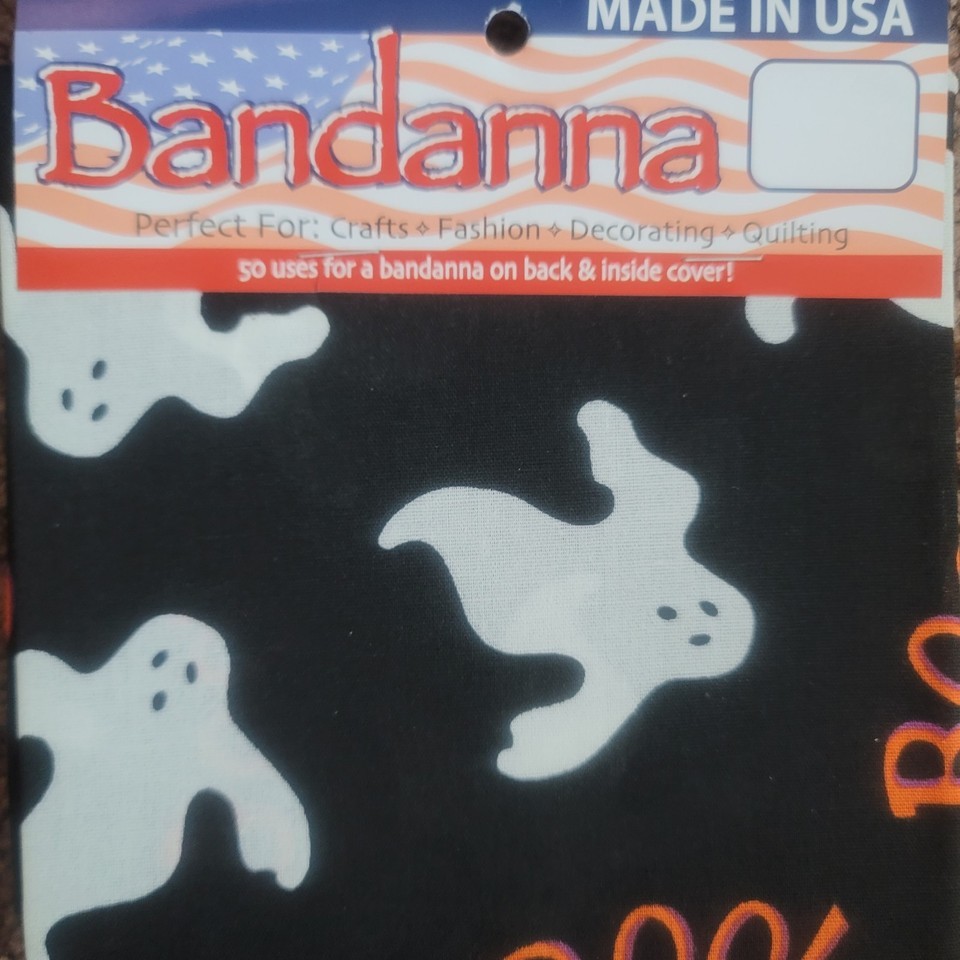 MADE IN USA
Bandanna
Perfect For: Crafts ✧ Fashion ✧ Decorating ✧ Quilting
50 uses for a bandanna on back & inside cover!